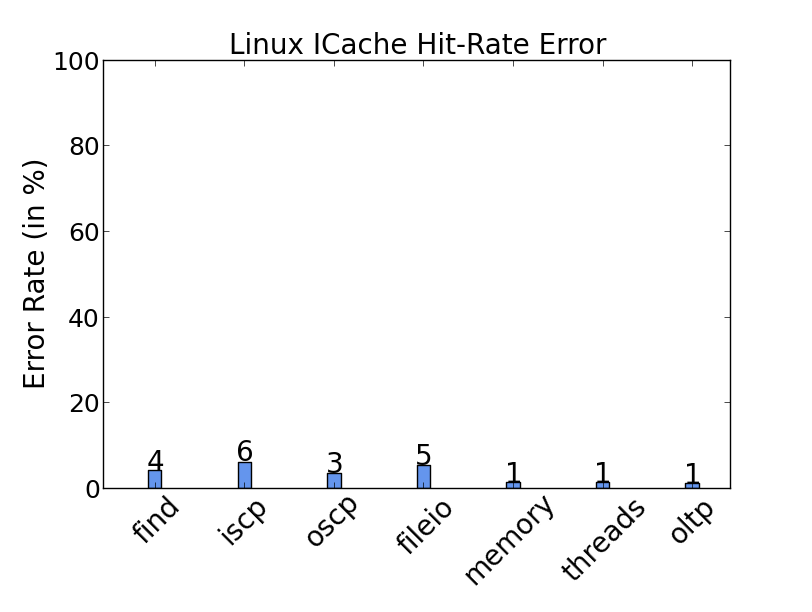 Linux ICache Hit-Rate Error
Error Rate (in %)
100
80
60
40
20
0
4
6
3
5
1
1
1
find
iscp
oscp
fileio
memory
threads
oltp